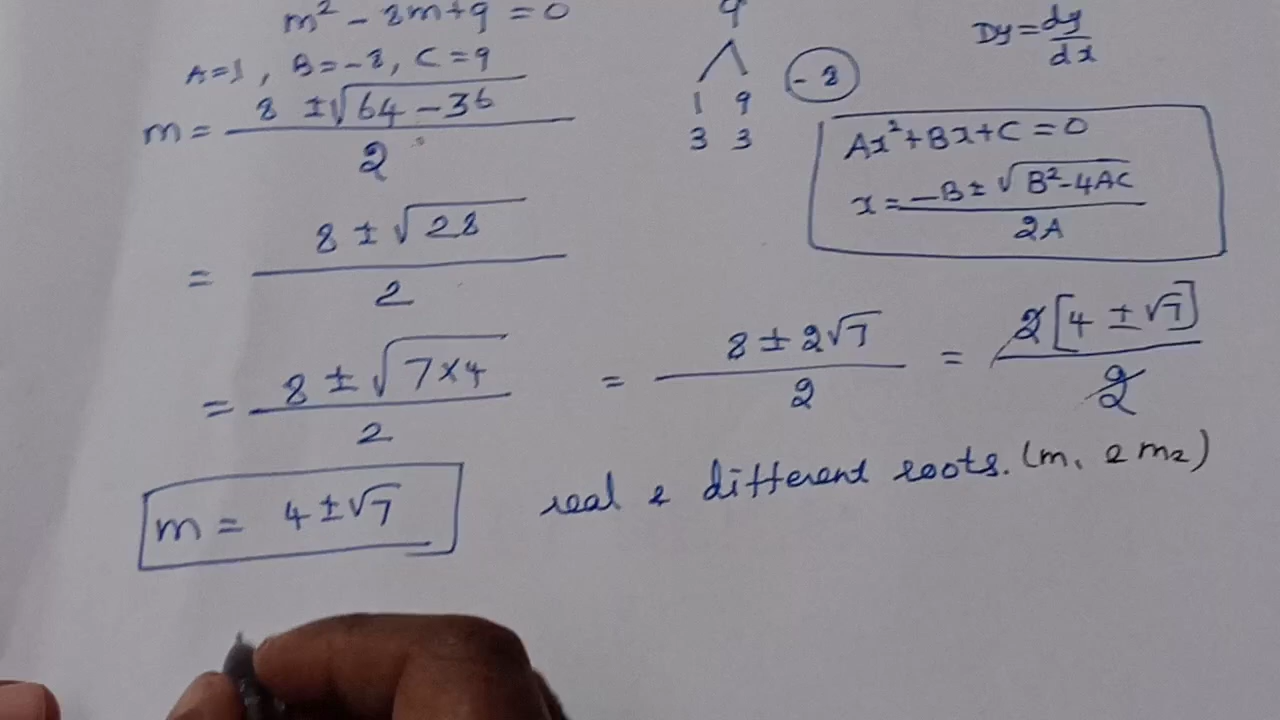 m² - 8m+9 = 0
A=1, B=-8, C=9
m = 8 ±√64-36 / 2
= 8 ±√28 / 2
= 8 ±√7×4 / 2
= 8 ± 2√7 / 2 = 2[4 ±√7] / 2
m = 4±√7
real & different roots. (m₁ & m₂)
9
1 9
3 3
-8
Dy = dy/dx
Ax²+Bx+C=0
x = -B±√B²-4AC / 2A